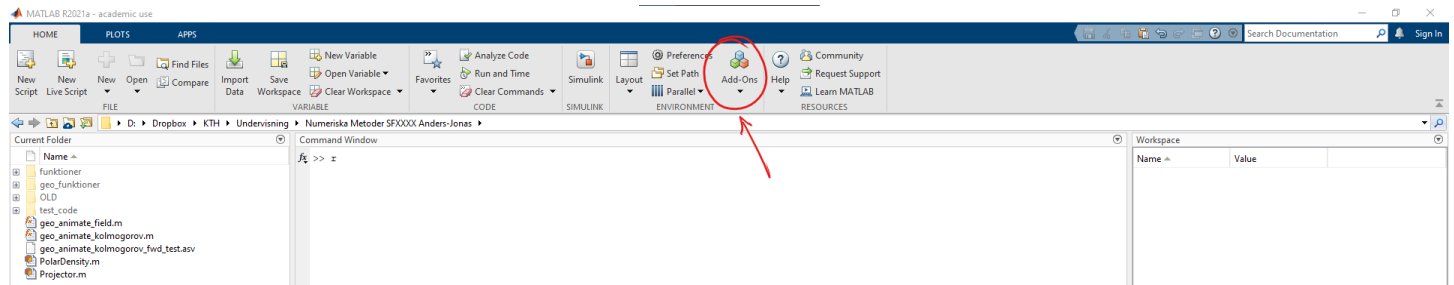 MATLAB R2021a - academic use
HOME PLOTS APPS
Search Documentation
Sign In
New Script
New Live Script
New
Open
Find Files
Compare
FILE
Import Data
Save Workspace
New Variable
Open Variable
Clear Workspace
VARIABLE
Favorites
Analyze Code
Run and Time
Clear Commands
CODE
Simulink
SIMULINK
Layout
Preferences
Set Path
Parallel
Add-Ons
ENVIRONMENT
Help
Community
Request Support
Learn MATLAB
RESOURCES
D: Dropbox KTH Undervisning Numeriska Metoder SFXXXX Anders-Jonas
Current Folder
Name
funktioner
geo_funktioner
OLD
test_code
geo_animate_field.m
geo_animate_kolmogorov.m
geo_animate_kolmogorov_fwd_test.asv
PolarDensity.m
Projector.m
Command Window
fx >> r
Workspace
Name Value